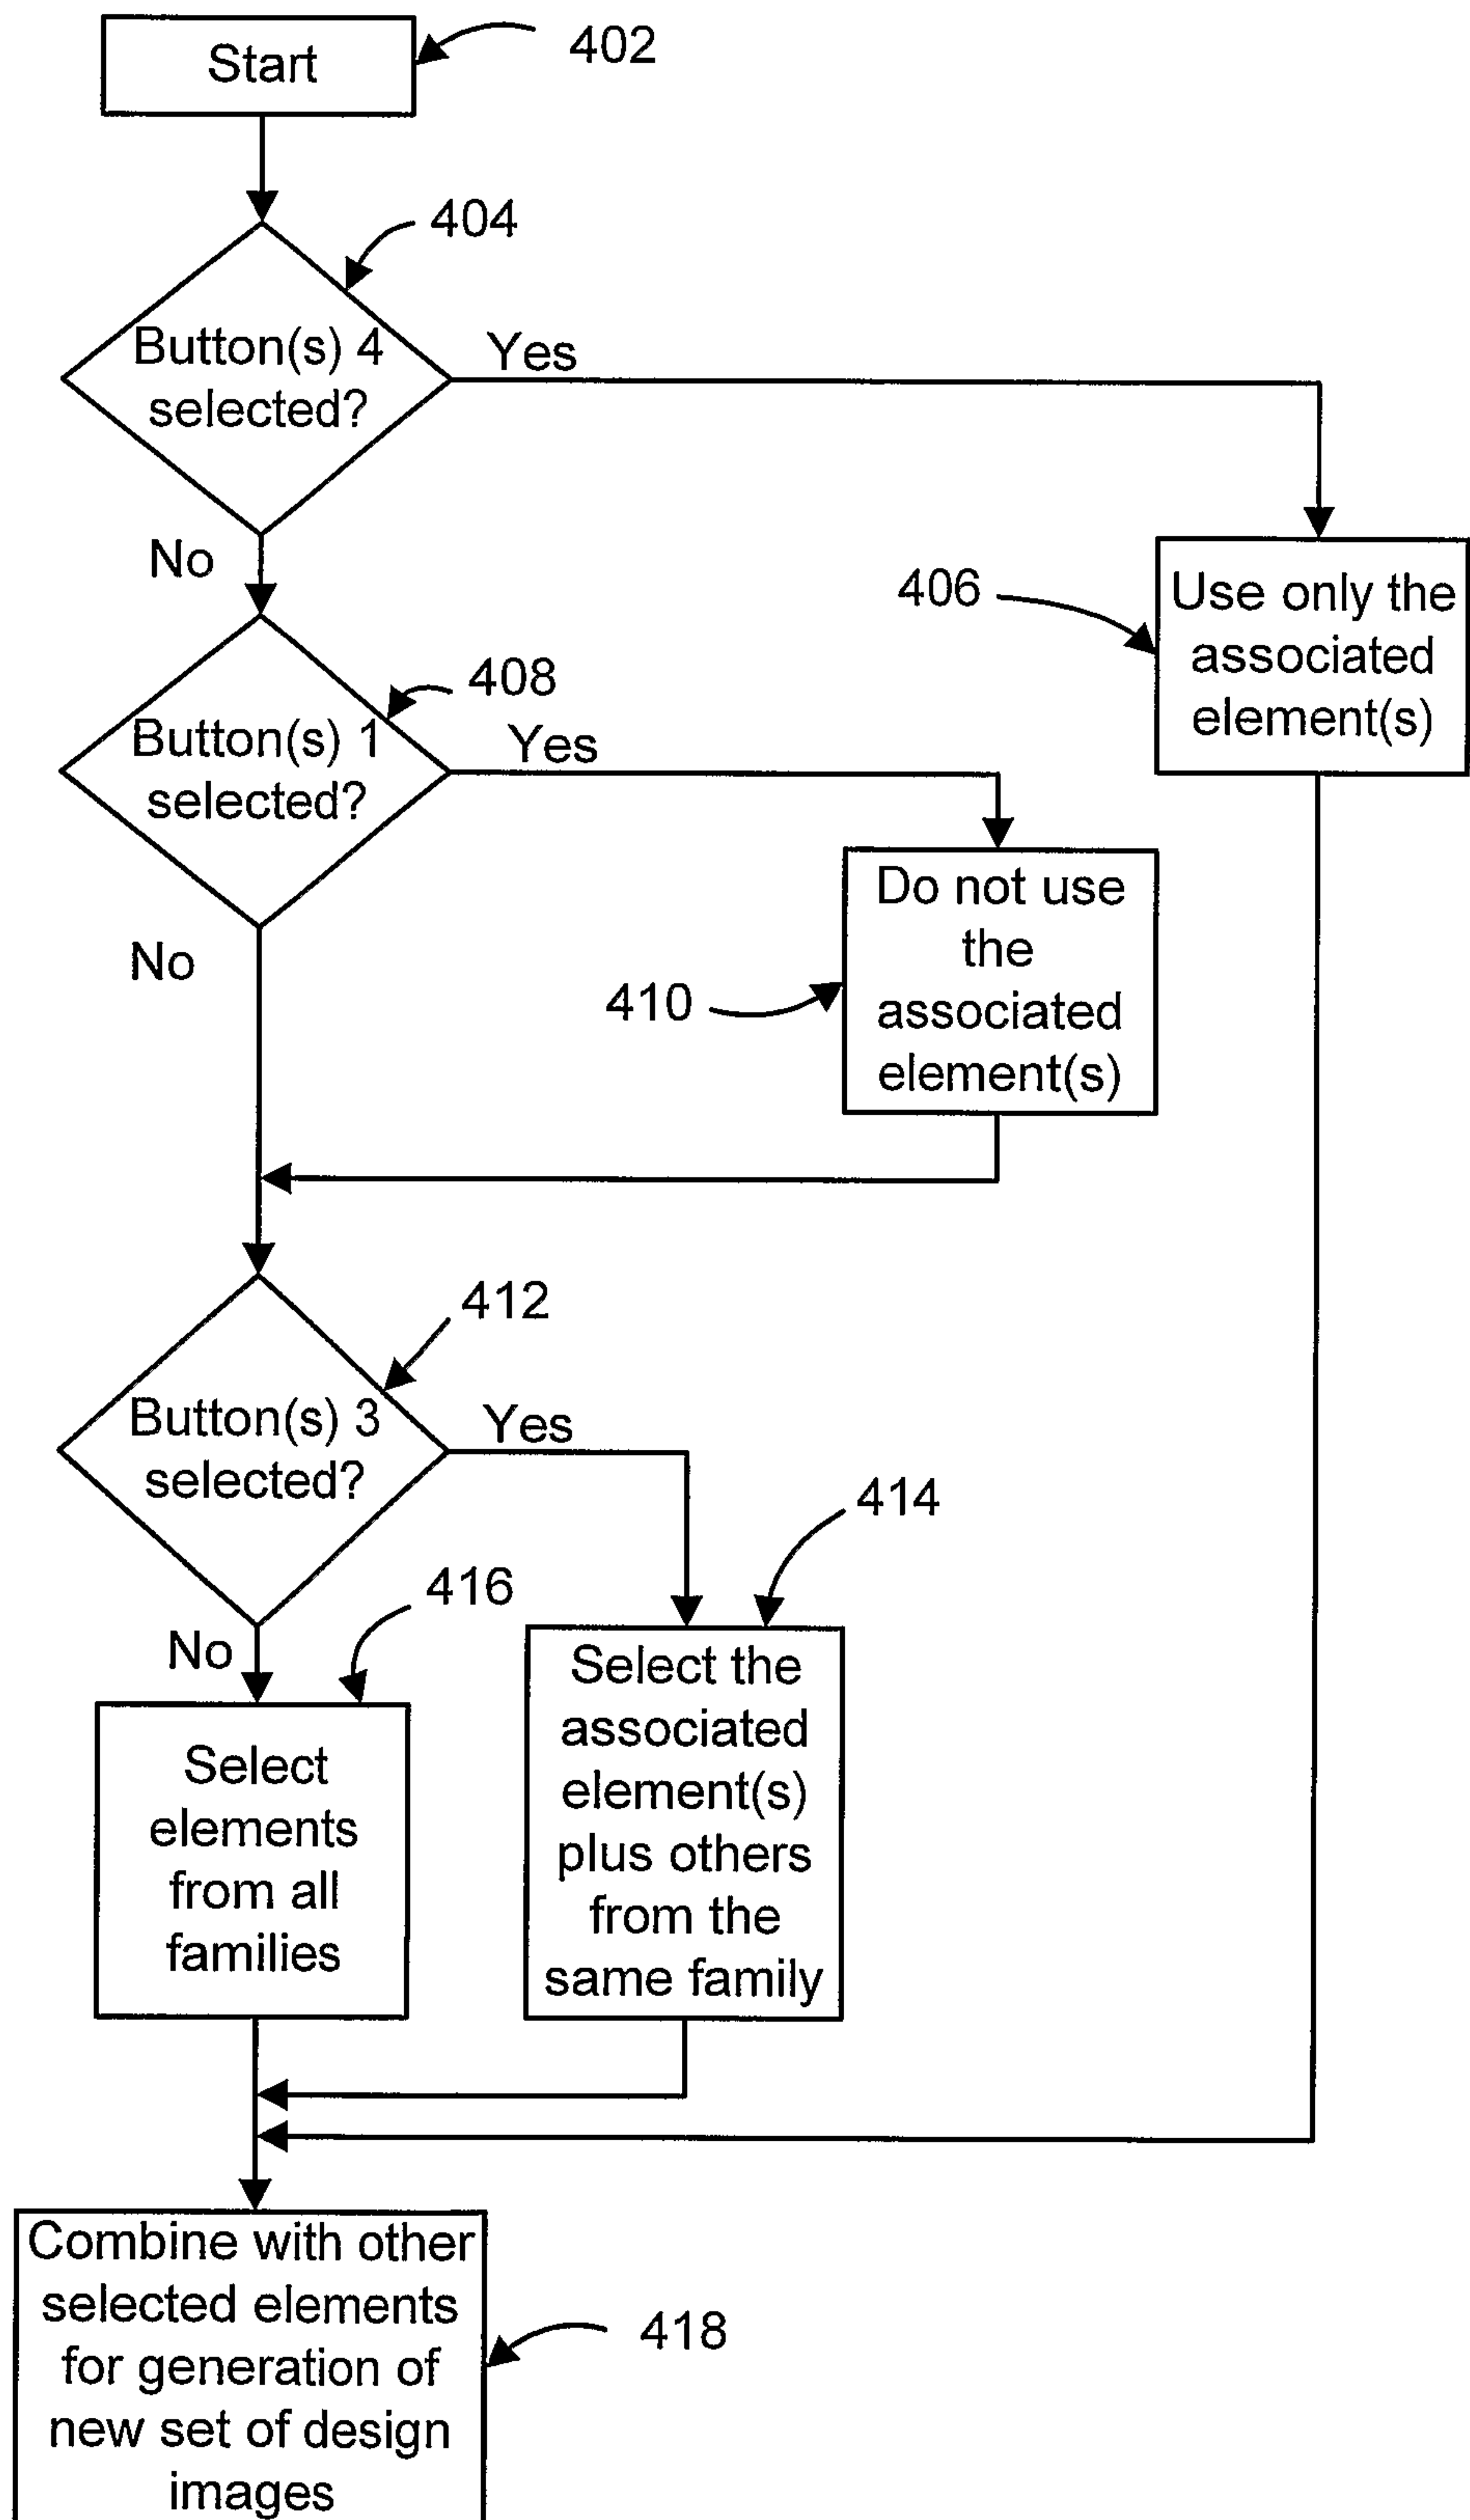 Start
402
404
Button(s) 4
selected?
Yes
No
406
Use only the
associated
element(s)
408
Button(s) 1
selected?
Yes
No
Do not use
the
associated
element(s)
410
412
Button(s) 3
selected?
Yes
414
416
No
Select
elements
from all
families
Select the
associated
element(s)
plus others
from the
same family
Combine with other
selected elements
for generation of
new set of design
images
418